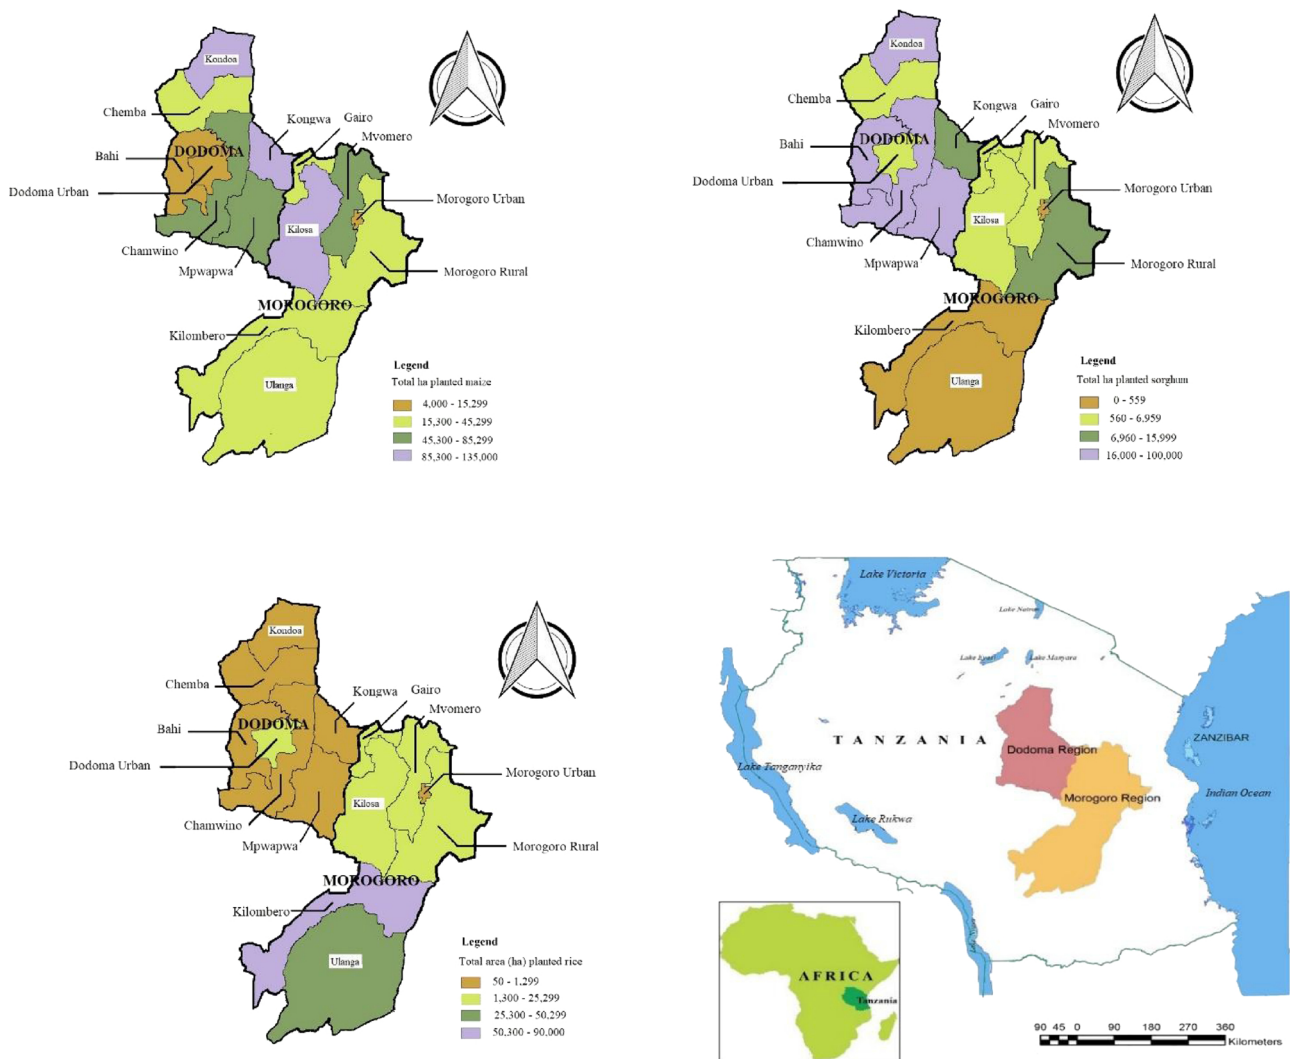 Kondoa
Chemba
Kongwa
Gairo
Mvomero
DODOMA
Bahi
Dodoma Urban
Morogoro Urban
Kilosa
Chamwino
Mpwapwa
Morogoro Rural
MOROGORO
Kilombero
Ulanga
Legend
Total ha planted maize
4,000 - 15,299
15,300 - 45,299
45,300 - 85,299
85,300 - 135,000
Kondoa
Chemba
Kongwa
Gairo
Mvomero
DODOMA
Bahi
Dodoma Urban
Morogoro Urban
Kilosa
Chamwino
Mpwapwa
Morogoro Rural
MOROGORO
Kilombero
Ulanga
Legend
Total ha planted sorghum
0 - 559
560 - 6.959
6,960 - 15,999
16,000 - 100,000
Kondoa
Chemba
Kongwa
Gairo
Mvomero
DODOMA
Bahi
Dodoma Urban
Morogoro Urban
Kilosa
Chamwino
Mpwapwa
Morogoro Rural
MOROGORO
Kilombero
Ulanga
Legend
Total area (ha) planted rice
50 - 1,299
1,300 - 25,299
25,300 - 50,299
50,300 - 90,000
Lake Victoria
Lake Natron
Lake Eyasi
Lake Manyara
TANZANIA
ZANZIBAR
Dodoma Region
Lake Tanganyika
Morogoro Region
Indian Ocean
Lake Rukwa
AFRICA
Tanzania
90 45 0 90 180 270 360
Kilometers